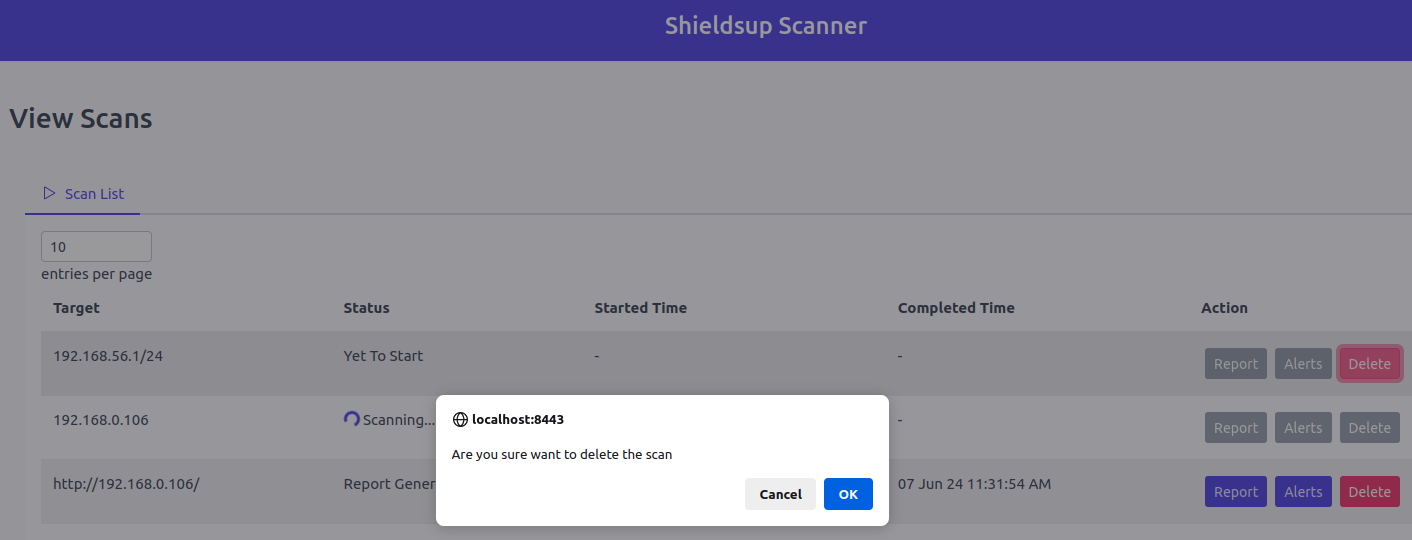 Shieldsup Scanner
View Scans
Scan List
10
entries per page
Target Status Started Time Completed Time Action
192.168.56.1/24 Yet To Start - - Report Alerts Delete
192.168.0.106 Scanning... - Report Alerts Delete
localhost:8443
Are you sure want to delete the scan
Cancel OK
http://192.168.0.106/ Report Gener 07 Jun 24 11:31:54 AM Report Alerts Delete